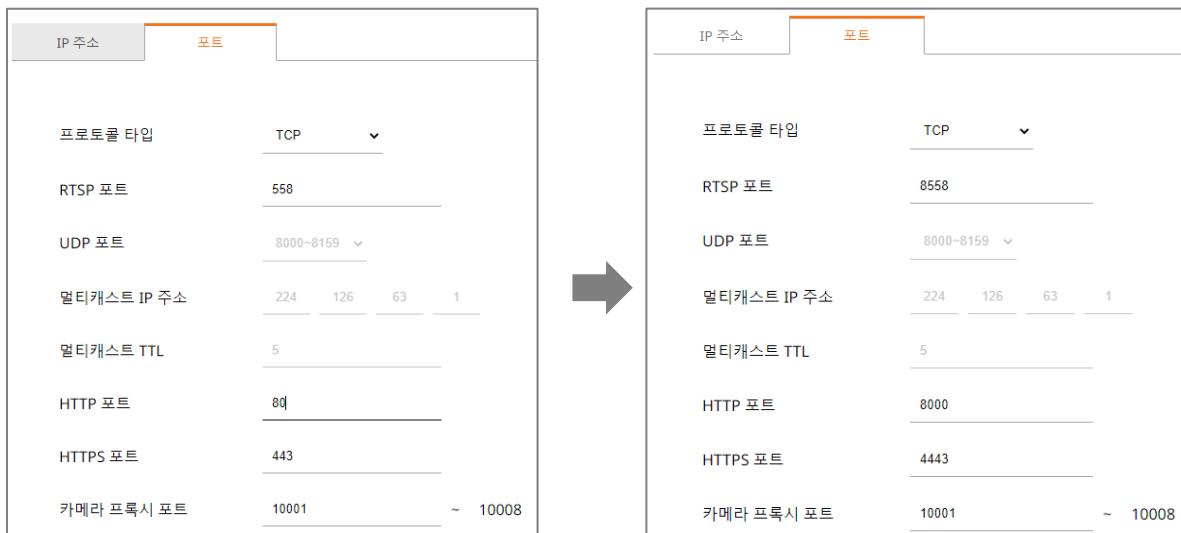 IP 주소 포트
프로토콜 타입 TCP
RTSP 포트 558
UDP 포트 8000~8159
멀티캐스트 IP 주소 224 126 63 1
멀티캐스트 TTL 5
HTTP 포트 80
HTTPS 포트 443
카메라 프록시 포트 10001 ~ 10008
IP 주소 포트
프로토콜 타입 TCP
RTSP 포트 8558
UDP 포트 8000~8159
멀티캐스트 IP 주소 224 126 63 1
멀티캐스트 TTL 5
HTTP 포트 8000
HTTPS 포트 4443
카메라 프록시 포트 10001 ~ 10008